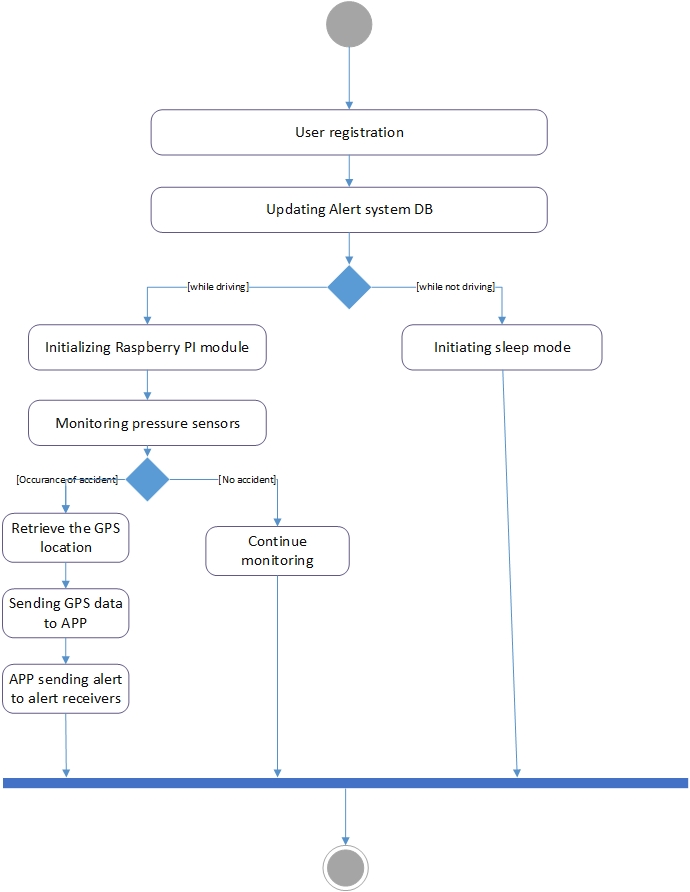 User registration
Updating Alert system DB
[while driving]
[while not driving]
Initializing Raspberry PI module
Initiating sleep mode
Monitoring pressure sensors
[Occurance of accident]
[No accident]
Retrieve the GPS
location
Continue
monitoring
Sending GPS data
to APP
APP sending alert
to alert receivers